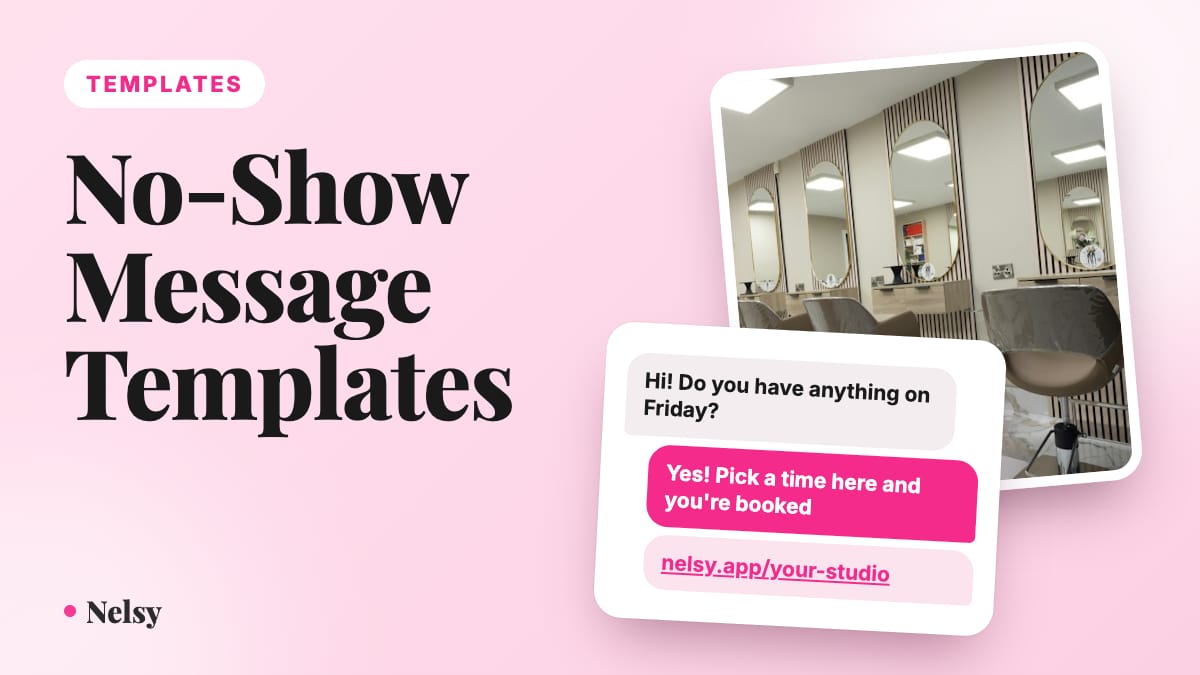 TEMPLATES
No-Show
Message
Templates
Hi! Do you have anything on
Friday?
Yes! Pick a time here and
you're booked
nelsy.app/your-studio
Nelsy